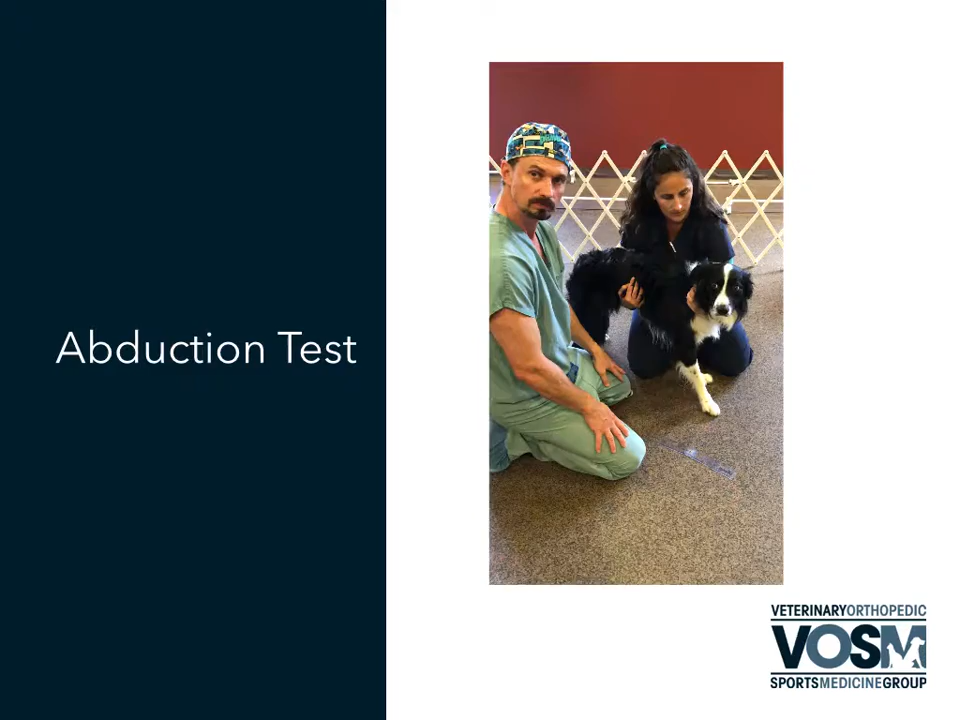 Abduction Test
VETERINARYORTHOPEDIC
VOSM
SPORTSMEDICINEGROUP